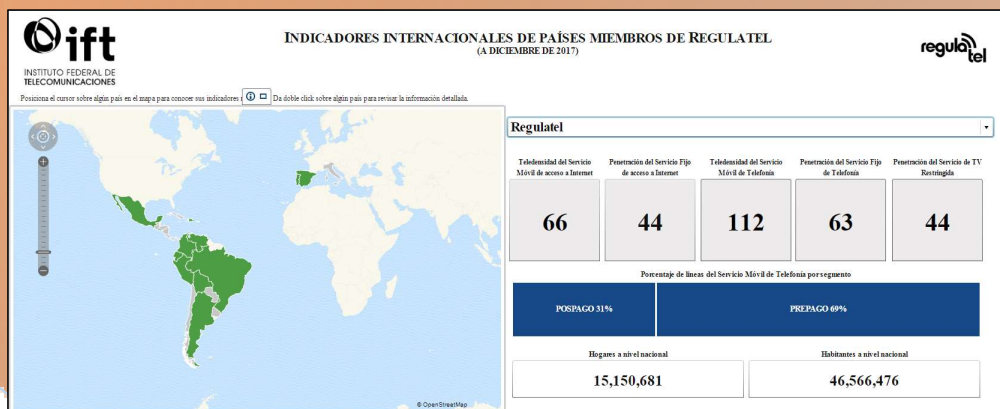 ift
INSTITUTO FEDERAL DE
TELECOMUNICACIONES
INDICADORES INTERNACIONALES DE PAÍSES MIEMBROS DE REGULATEL
(A DICIEMBRE DE 2017)
regulatel
Posiciona el cursor sobre algún país en el mapa para conocer sus indicadores
Da doble click sobre algún país para revisar la información detallada.
Regulatel
Teledensidad del Servicio
Móvil de acceso a Internet
66
Penetración del Servicio Fijo
de acceso a Internet
44
Teledensidad del Servicio
Móvil de Telefonía
112
Penetración del Servicio Fijo
de Telefonía
63
Penetración del Servicio de TV
Restringida
44
Porcentaje de líneas del Servicio Móvil de Telefonía por segmento
POSPAGO 31%
PREPAGO 69%
Hogares a nivel nacional
15,150,681
Habitantes a nivel nacional
46,566,476
© OpenStreetMap